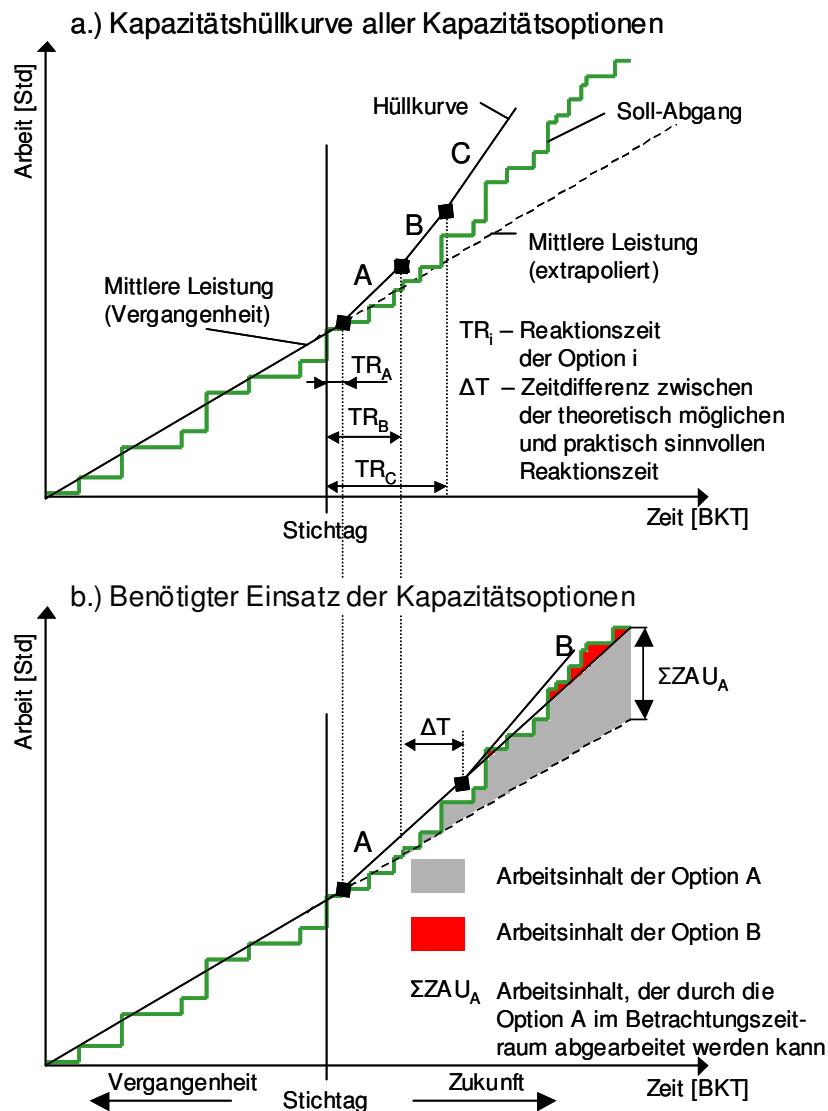 a.) Kapazitätshüllkurve aller Kapazitätsoptionen
Arbeit [Std]
Hüllkurve
Soll-Abgang
C
B
A
Mittlere Leistung
(extrapoliert)
Mittlere Leistung
(Vergangenheit)
TRi – Reaktionszeit
der Option i
ΔT – Zeitdifferenz zwischen
der theoretisch möglichen
und praktisch sinnvollen
Reaktionszeit
TRA
TRB
TRC
Zeit [BKT]
Stichtag
b.) Benötigter Einsatz der Kapazitätsoptionen
Arbeit [Std]
B
ΣZAUA
ΔT
A
Arbeitsinhalt der Option A
Arbeitsinhalt der Option B
ΣZAUA Arbeitsinhalt, der durch die
Option A im Betrachtungszeit-
raum abgearbeitet werden kann
Vergangenheit
Stichtag
Zukunft
Zeit [BKT]